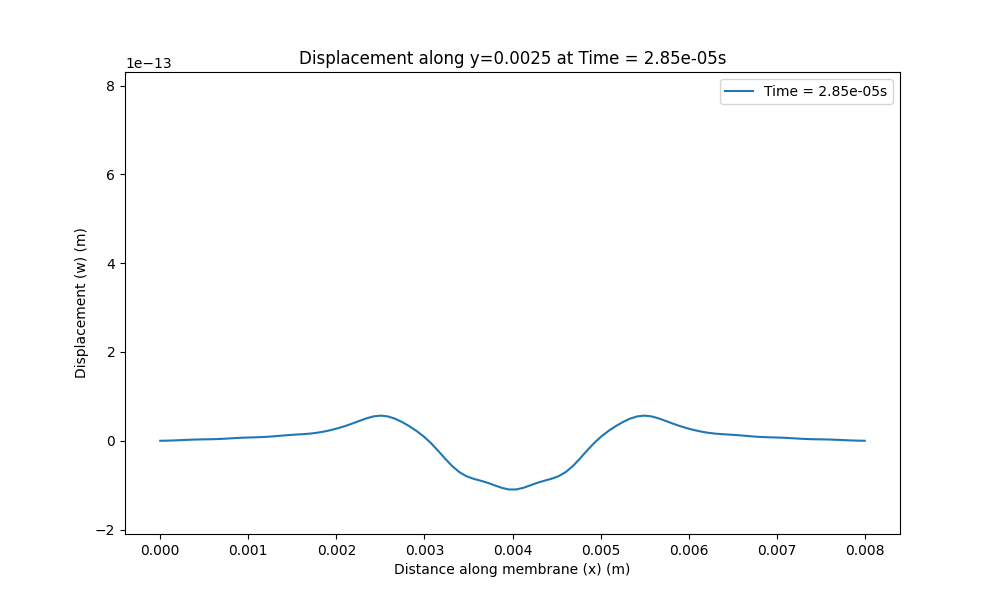 Displacement along y=0.0025 at Time = 2.85e-05s
1e−13
Time = 2.85e-05s
8
6
4
2
0
−2
Displacement (w) (m)
0.000 0.001 0.002 0.003 0.004 0.005 0.006 0.007 0.008
Distance along membrane (x) (m)